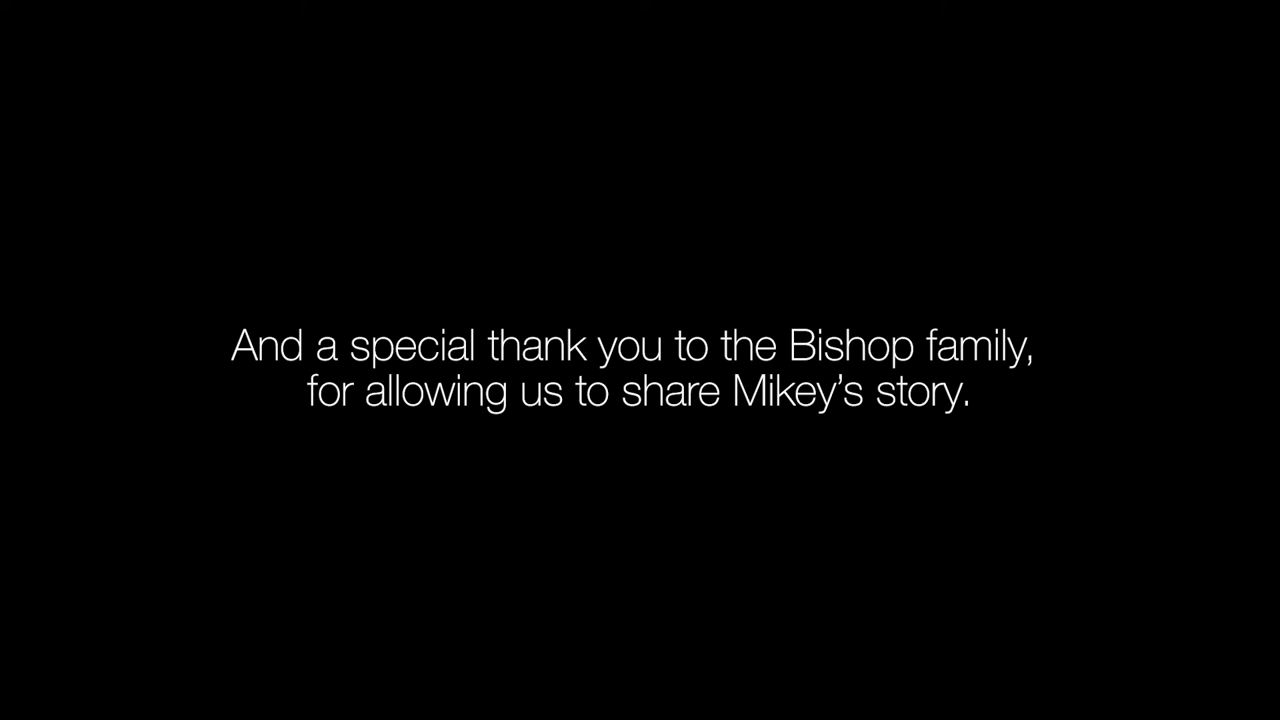 And a special thank you to the Bishop family,
for allowing us to share Mikey’s story.